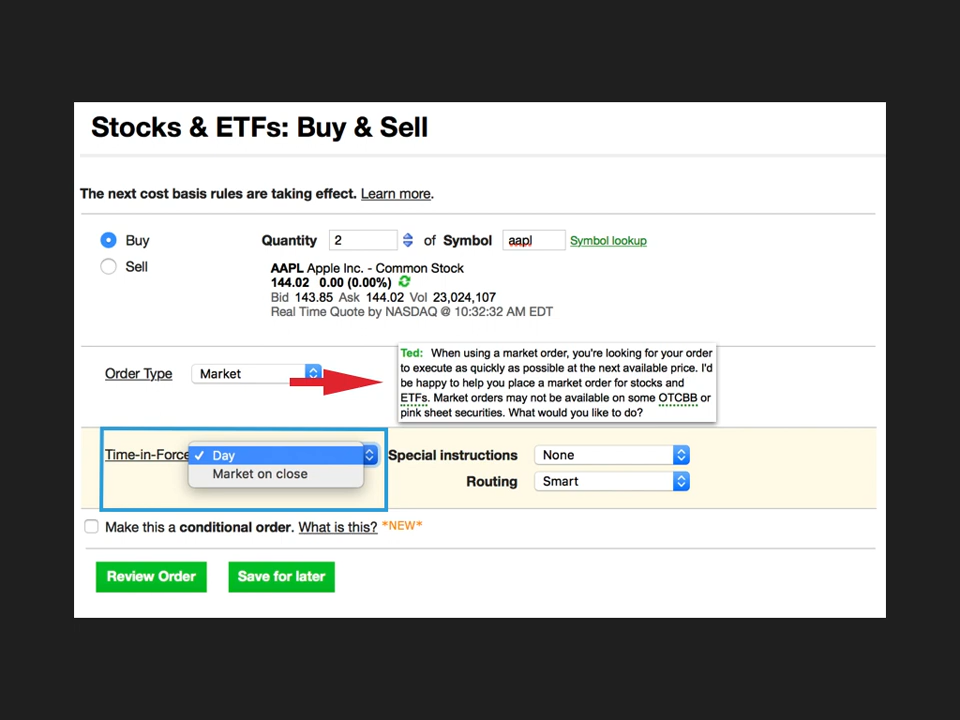 Stocks & ETFs: Buy & Sell
The next cost basis rules are taking effect. Learn more.
Buy
Quantity 2 of Symbol aapl Symbol lookup
Sell
AAPL Apple Inc. - Common Stock
144.02 0.00 (0.00%)
Bid 143.85 Ask 144.02 Vol 23,024,107
Real Time Quote by NASDAQ @ 10:32:32 AM EDT
Order Type Market
Ted: When using a market order, you're looking for your order
to execute as quickly as possible at the next available price. I'd
be happy to help you place a market order for stocks and
ETFs. Market orders may not be available on some OTCBB or
pink sheet securities. What would you like to do?
Time-in-Force ✓ Day
Market on close
Special instructions None
Routing Smart
Make this a conditional order. What is this? *NEW*
Review Order Save for later